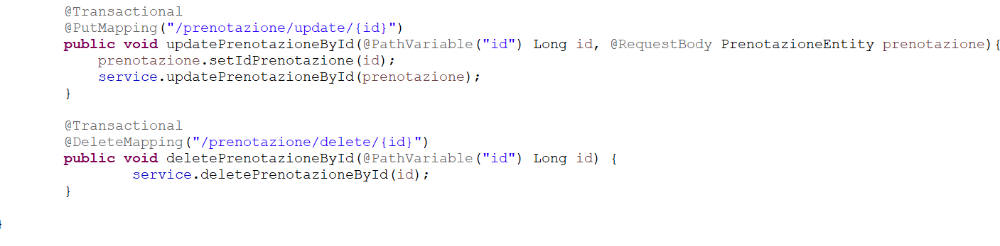 @Transactional
@PutMapping("/prenotazione/update/{id}")
public void updatePrenotazioneById(@PathVariable("id") Long id, @RequestBody PrenotazioneEntity prenotazione){
prenotazione.setIdPrenotazione(id);
service.updatePrenotazioneById(prenotazione);
}
@Transactional
@DeleteMapping("/prenotazione/delete/{id}")
public void deletePrenotazioneById(@PathVariable("id") Long id) {
service.deletePrenotazioneById(id);
}
}